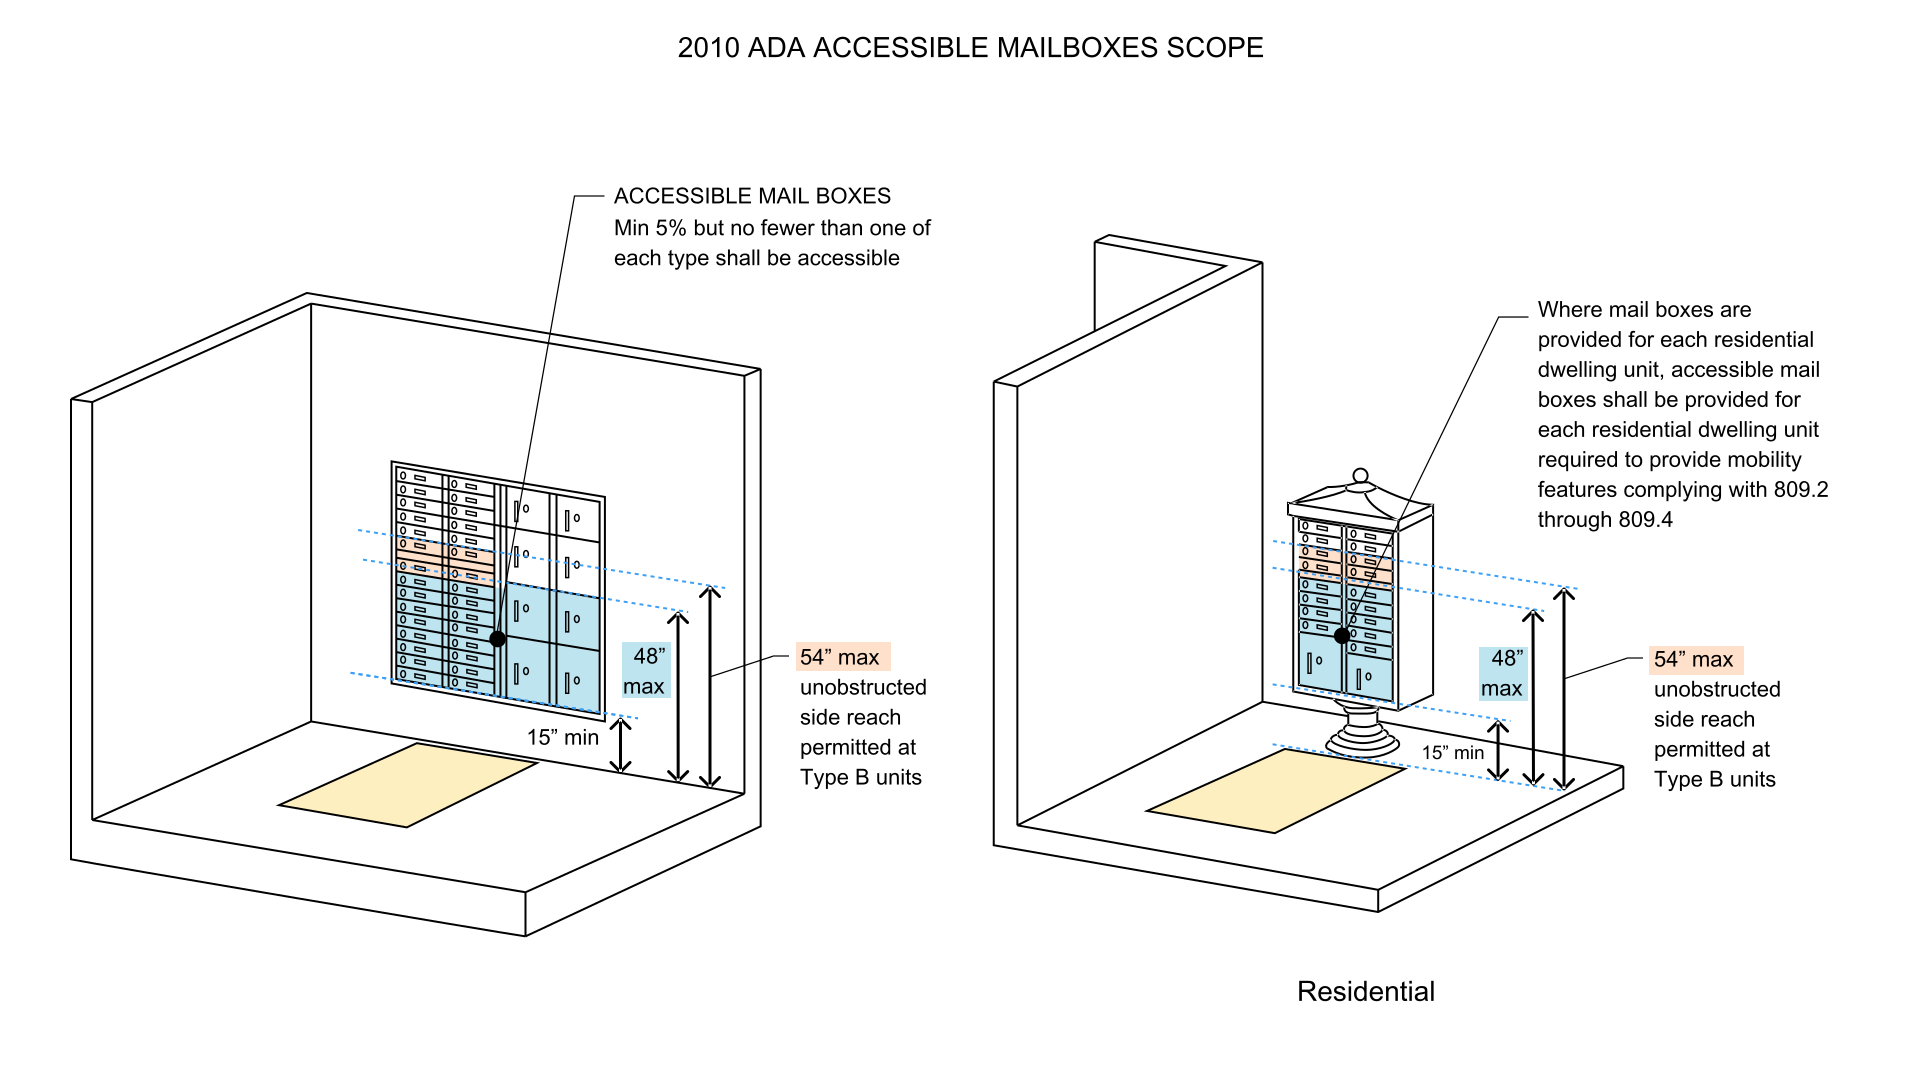 2010 ADA ACCESSIBLE MAILBOXES SCOPE
ACCESSIBLE MAIL BOXES
Min 5% but no fewer than one of
each type shall be accessible
48”
max
54” max
unobstructed
side reach
permitted at
Type B units
15” min
Where mail boxes are
provided for each residential
dwelling unit, accessible mail
boxes shall be provided for
each residential dwelling unit
required to provide mobility
features complying with 809.2
through 809.4
48”
max
54” max
unobstructed
side reach
permitted at
Type B units
15” min
Residential